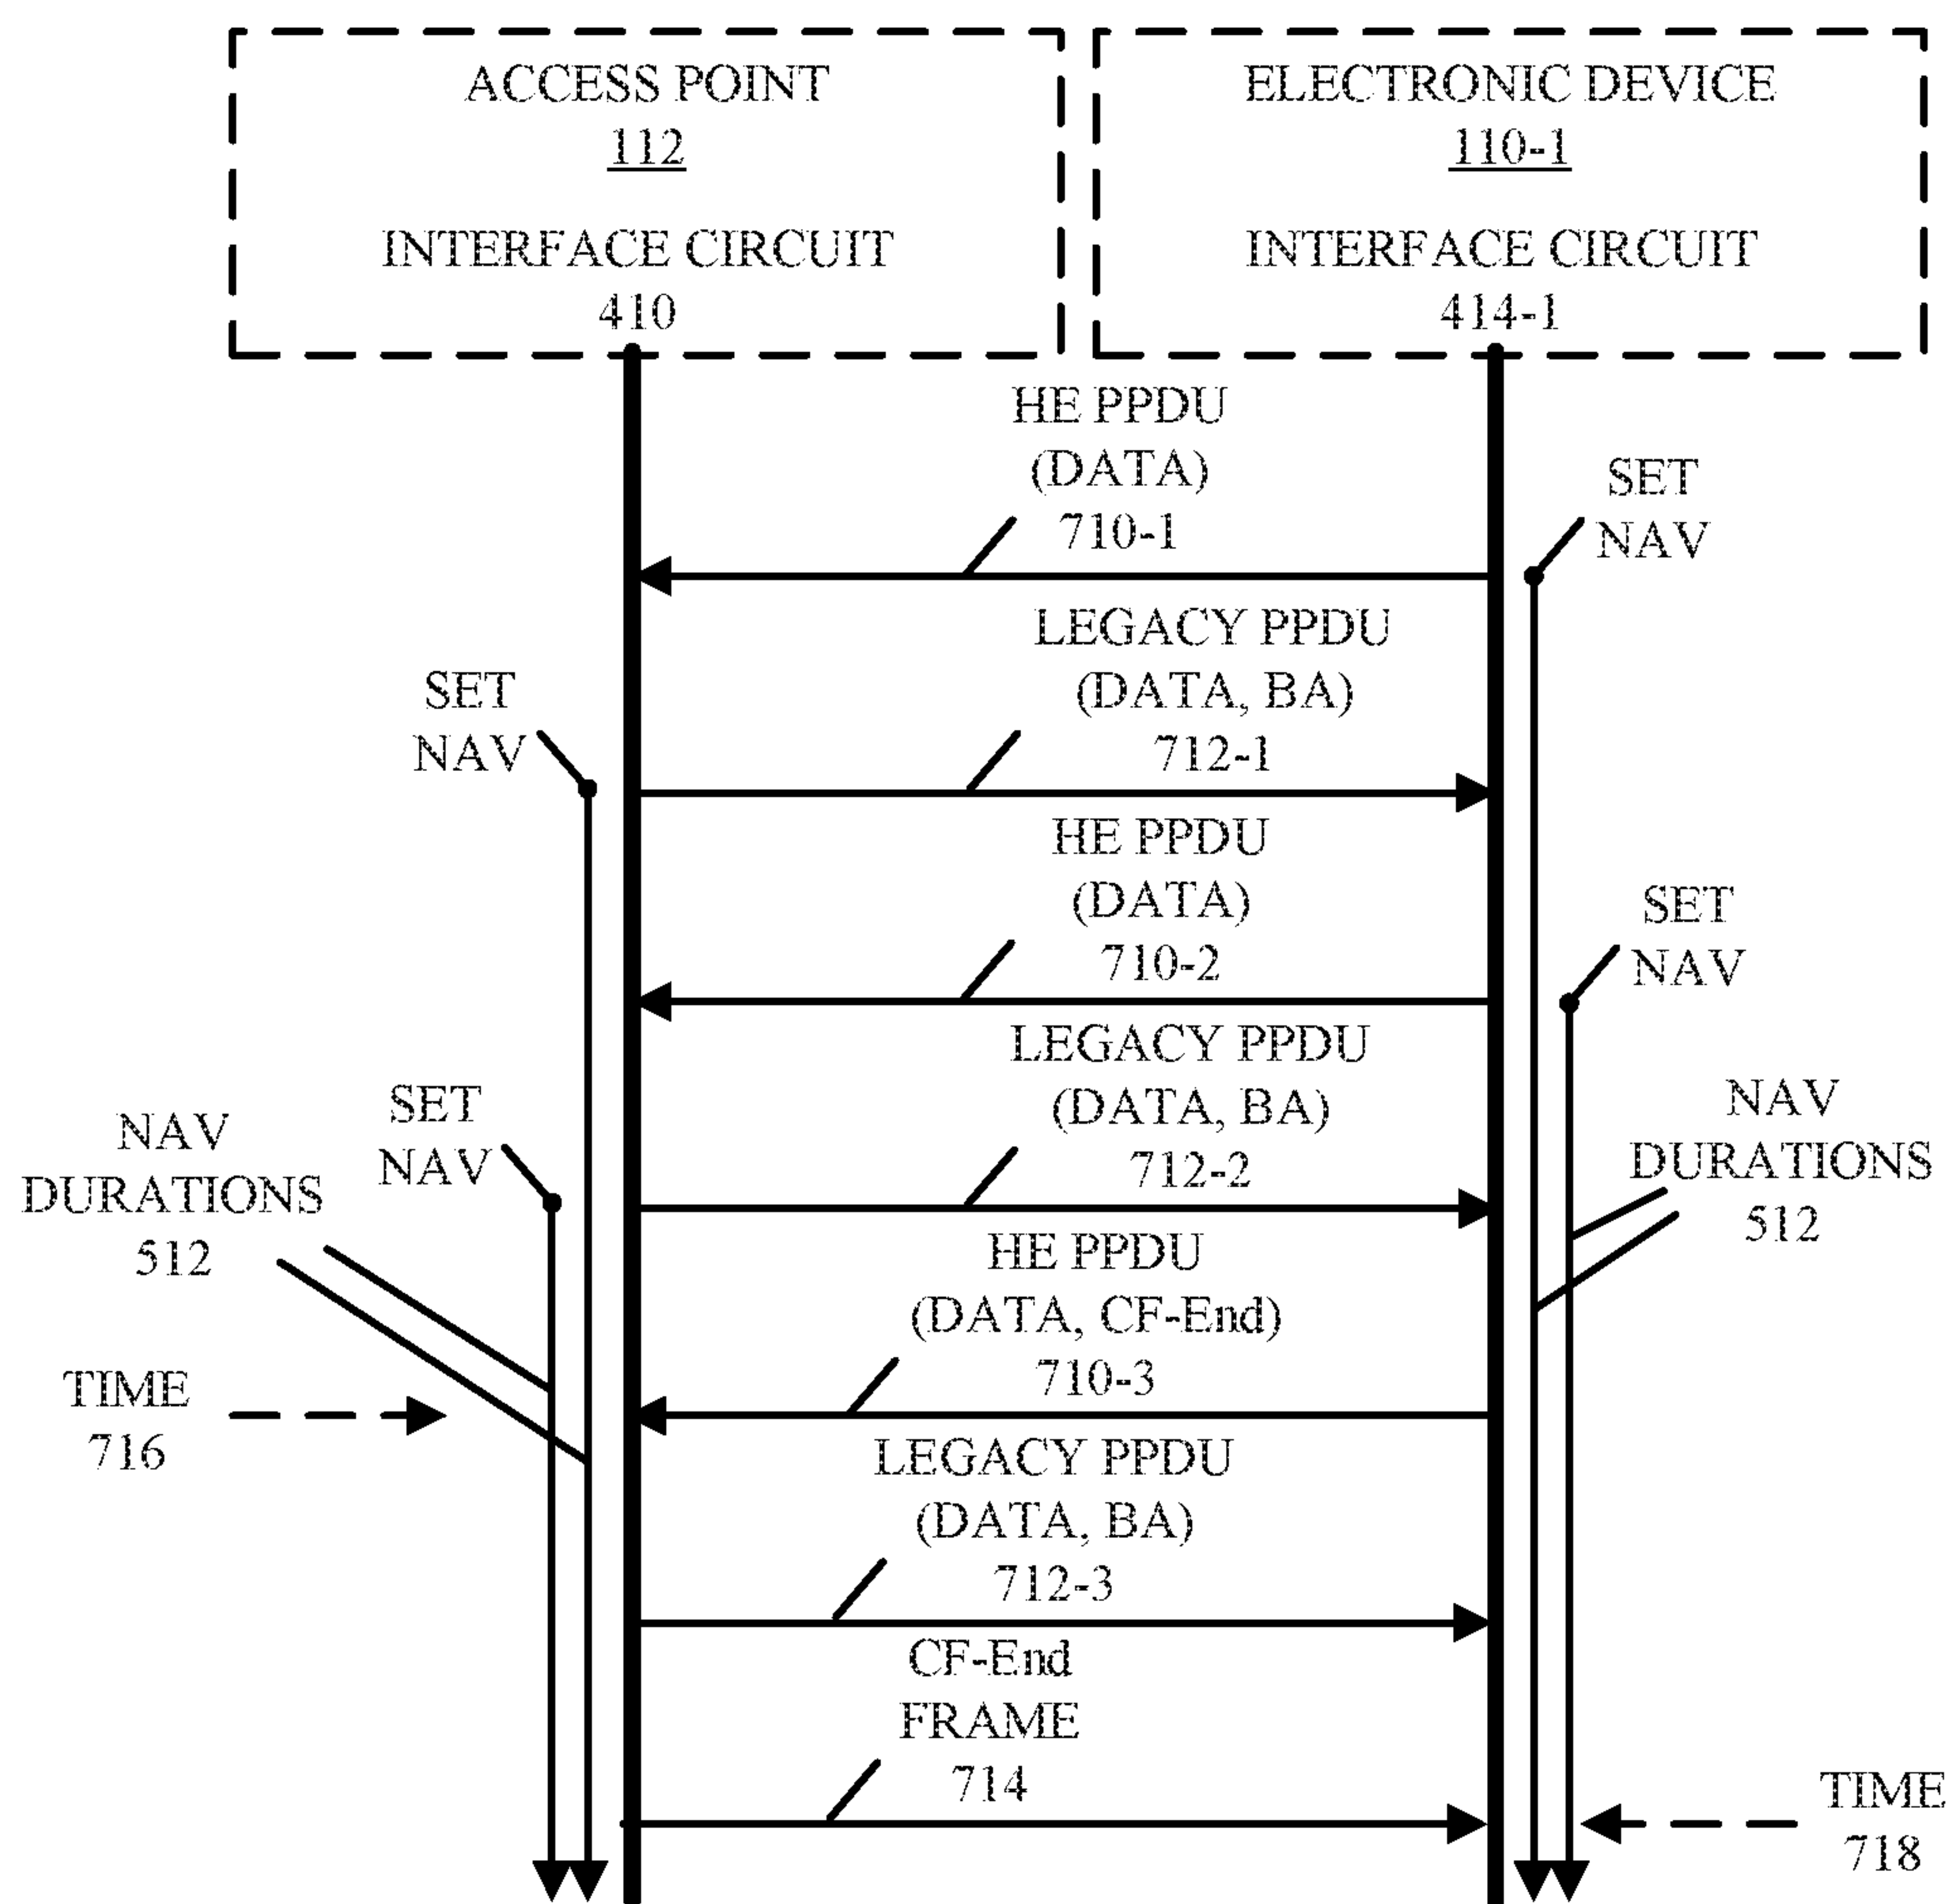 ACCESS POINT
112
INTERFACE CIRCUIT
410
ELECTRONIC DEVICE
110-1
INTERFACE CIRCUIT
414-1
HE PPDU
(DATA)
710-1
SET
NAV
LEGACY PPDU
(DATA, BA)
712-1
SET
NAV
HE PPDU
(DATA)
710-2
SET
NAV
LEGACY PPDU
(DATA, BA)
712-2
SET
NAV
NAV
DURATIONS
512
NAV
DURATIONS
512
HE PPDU
(DATA, CF-End)
710-3
TIME
716
LEGACY PPDU
(DATA, BA)
712-3
CF-End
FRAME
714
TIME
718